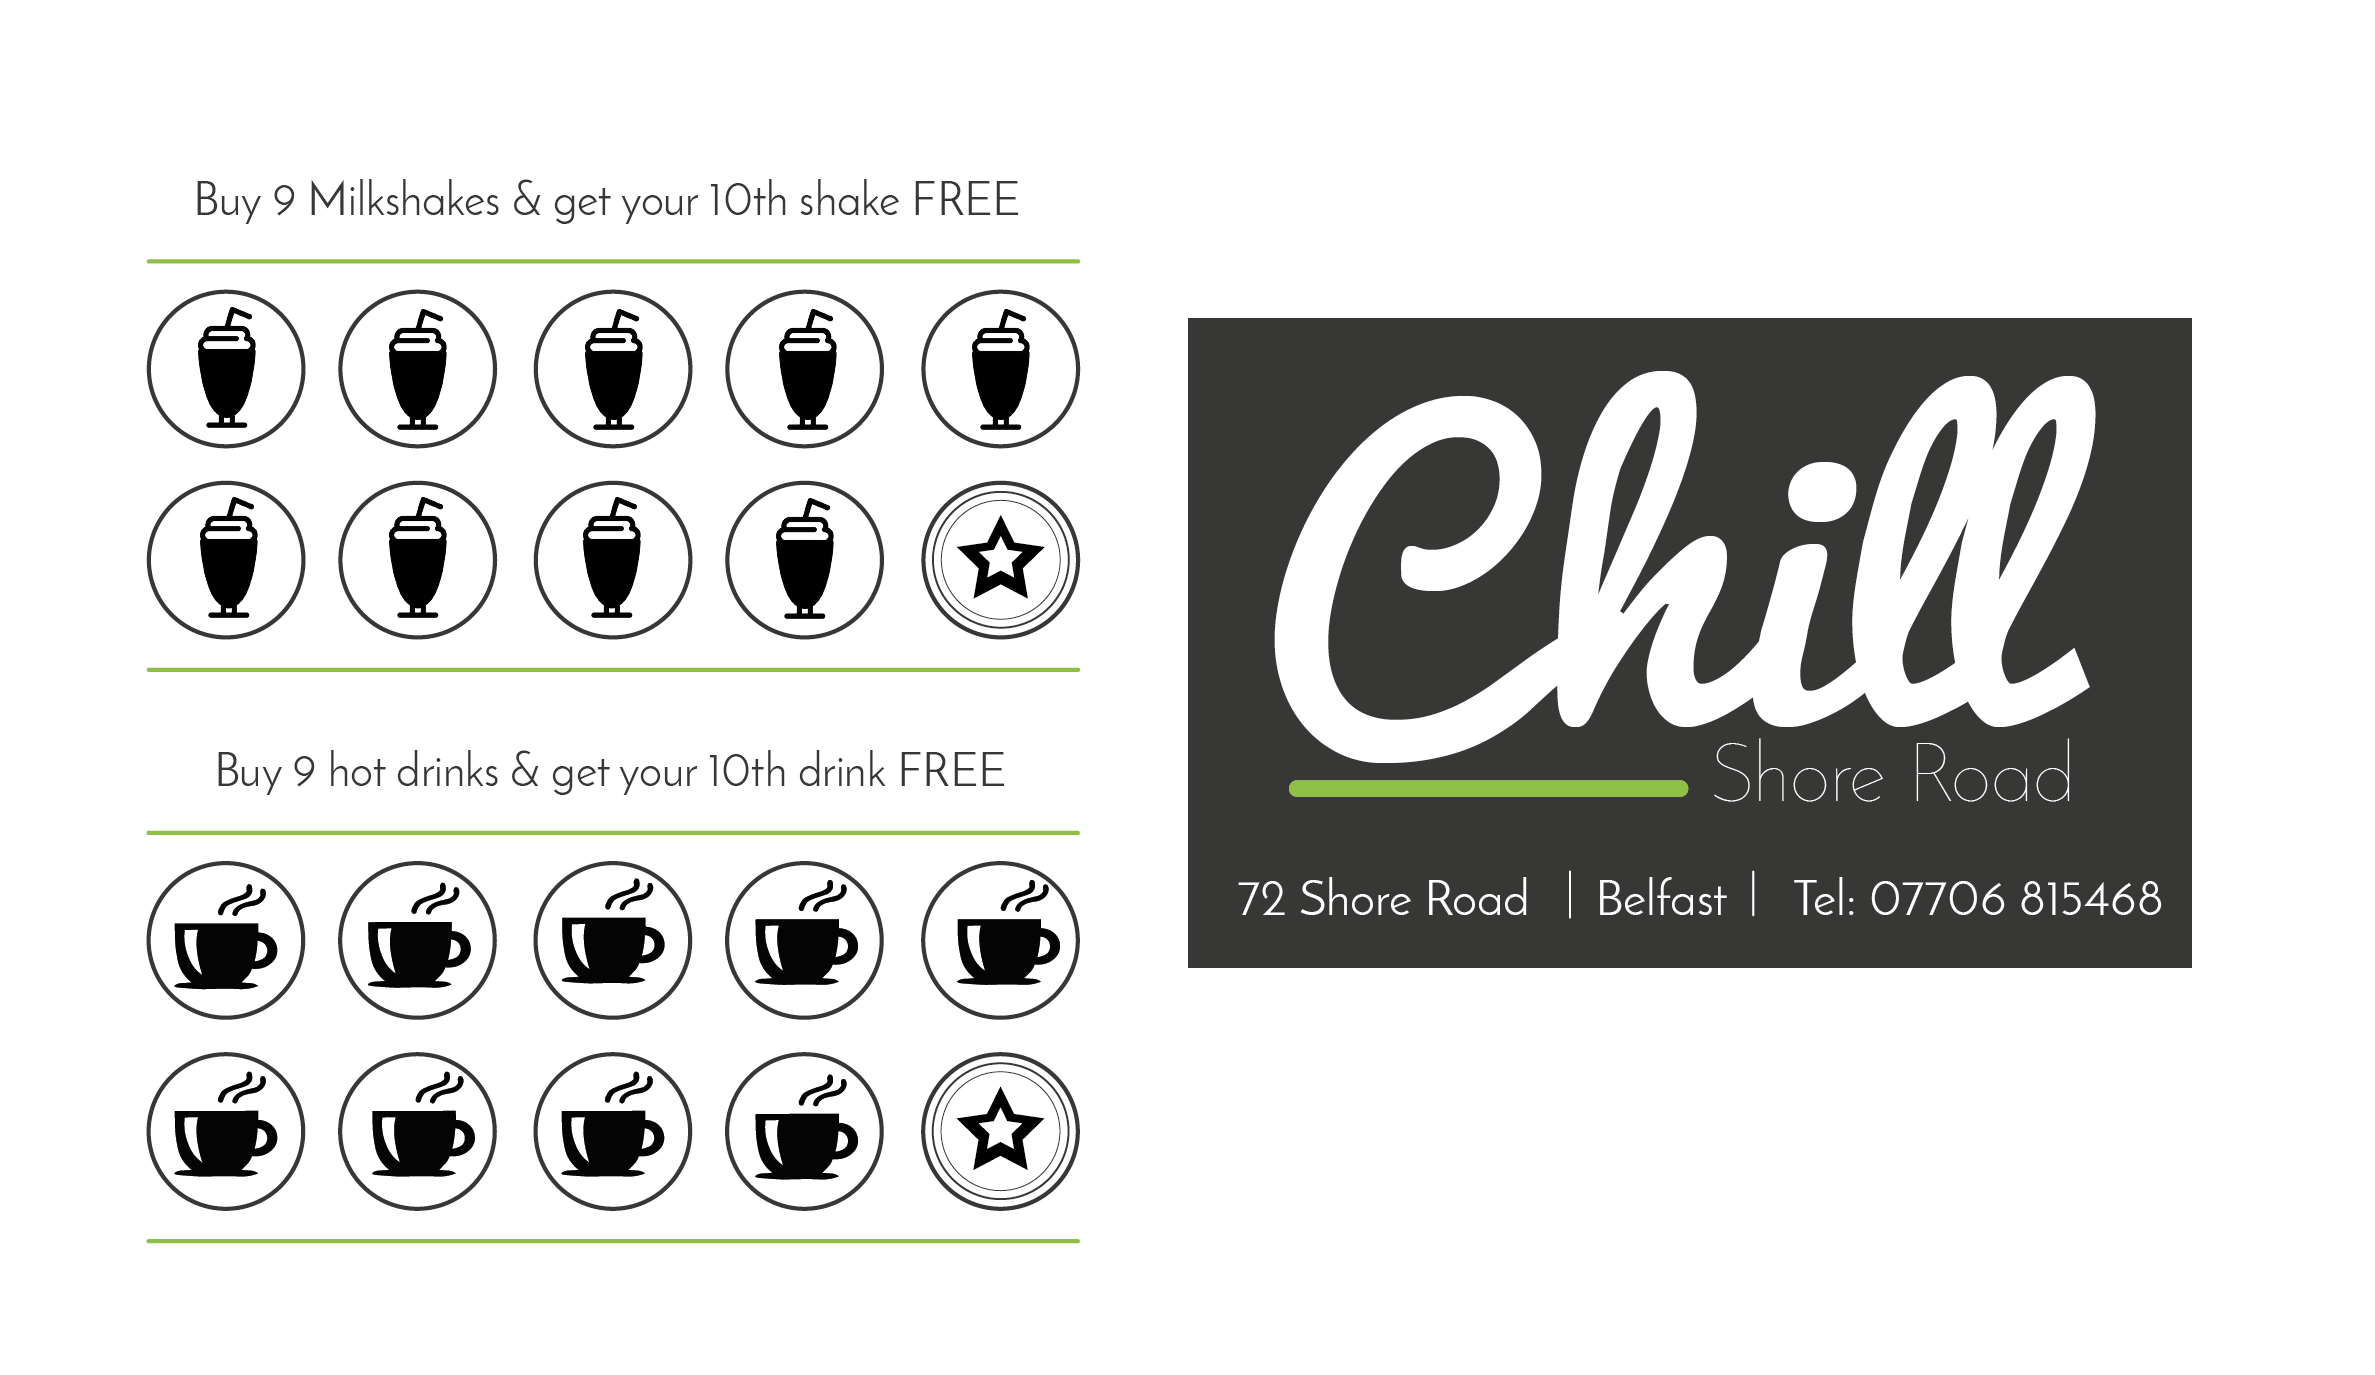 Buy 9 Milkshakes & get your 10th shake FREE
Buy 9 hot drinks & get your 10th drink FREE
Chill
Shore Road
72 Shore Road | Belfast | Tel: 07706 815468